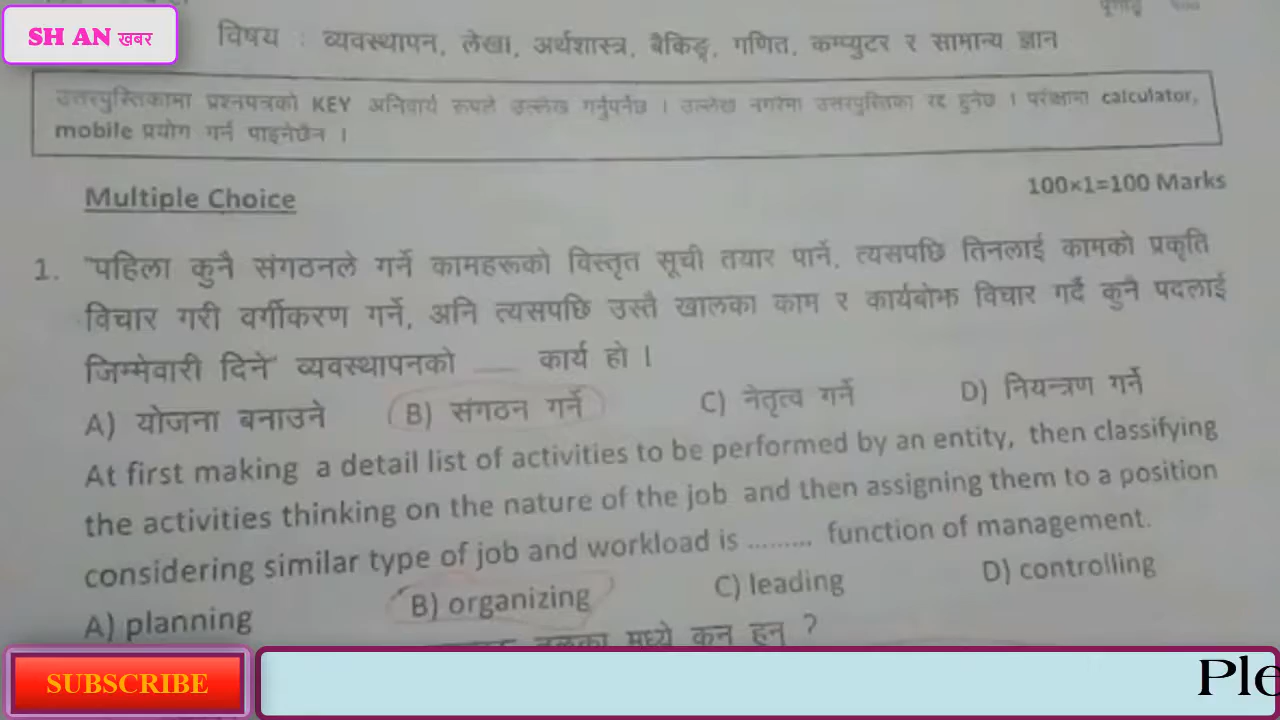 SH AN खबर
विषय : व्यवस्थापन, लेखा, अर्थशास्त्र, बैकिङ्ग, गणित, कम्प्युटर र सामान्य ज्ञान
उत्तरपुस्तिकामा प्रश्नपत्रको KEY अनिवार्य रूपले उल्लेख गर्नुपर्नेछ । उल्लेख नगरेमा उत्तरपुस्तिका रद्द हुनेछ । परीक्षामा calculator,
mobile प्रयोग गर्न पाइनेछैन ।
Multiple Choice
100x1=100 Marks
1. "पहिला कुनै संगठनले गर्ने कामहरूको विस्तृत सूची तयार पार्ने, त्यसपछि तिनलाई कामको प्रकृति
विचार गरी वर्गीकरण गर्ने, अनि त्यसपछि उस्तै खालका काम र कार्यबोझ विचार गर्दै कुनै पदलाई
जिम्मेवारी दिने" व्यवस्थापनको ___ कार्य हो ।
A) योजना बनाउने B) संगठन गर्ने C) नेतृत्व गर्ने D) नियन्त्रण गर्ने
At first making a detail list of activities to be performed by an entity, then classifying
the activities thinking on the nature of the job and then assigning them to a position
considering similar type of job and workload is ......... function of management.
A) planning B) organizing C) leading D) controlling
मध्ये कुन हुन् ?
SUBSCRIBE
Ple